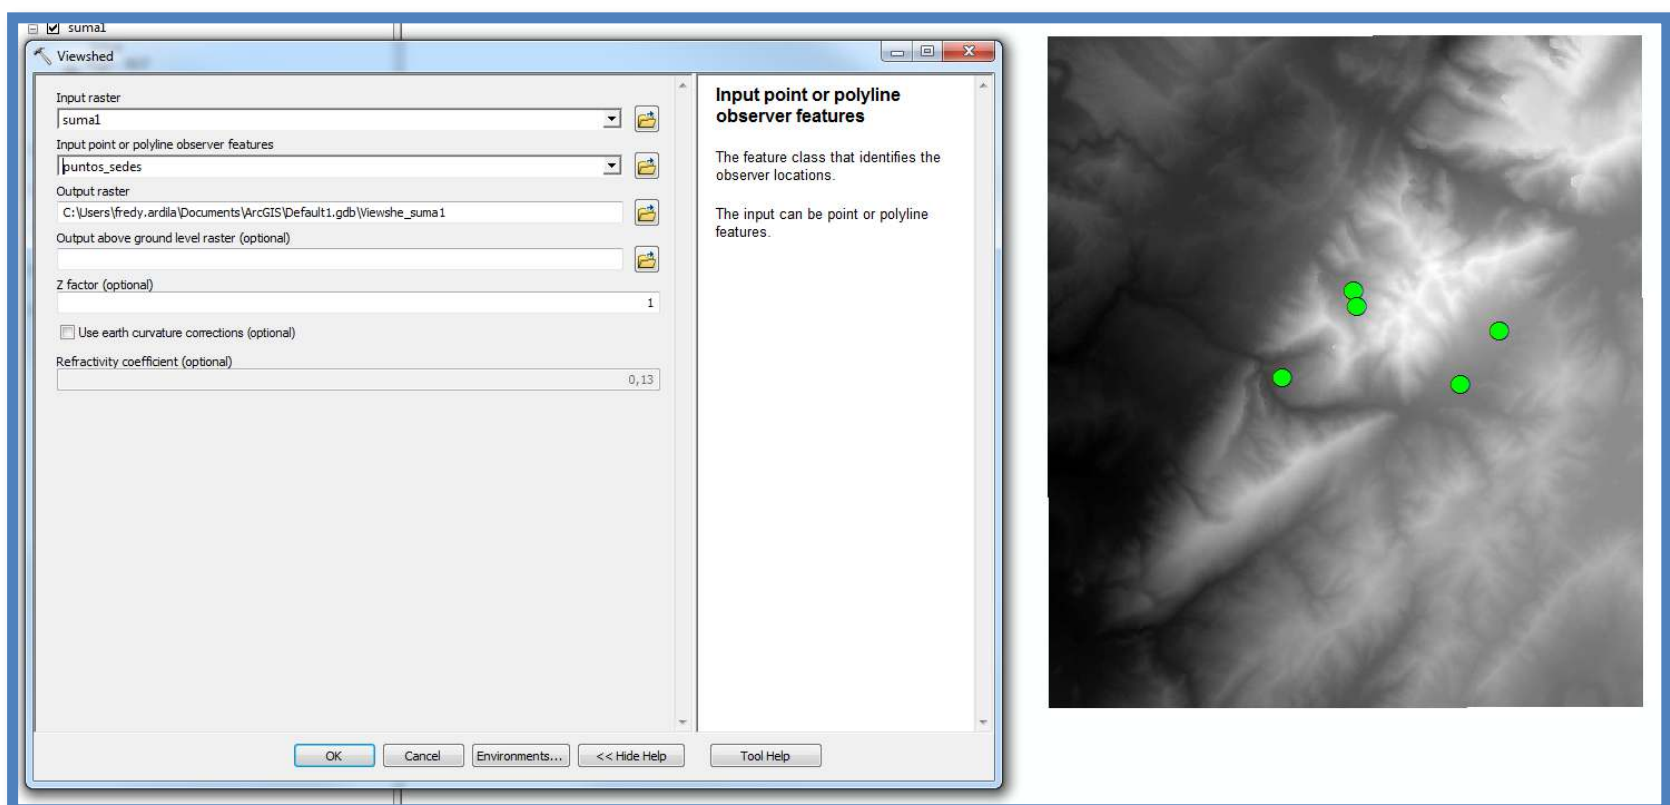 suma1
Viewshed
Input raster
suma1
Input point or polyline observer features
puntos_sedes
Output raster
C:\Users\fredy.ardila\Documents\ArcGIS\Default1.gdb\Viewshe_suma1
Output above ground level raster (optional)
Z factor (optional)
1
Use earth curvature corrections (optional)
Refractivity coefficient (optional)
0,13
OK
Cancel
Environments...
<< Hide Help
Input point or polyline
observer features
The feature class that identifies the
observer locations.
The input can be point or polyline
features.
Tool Help